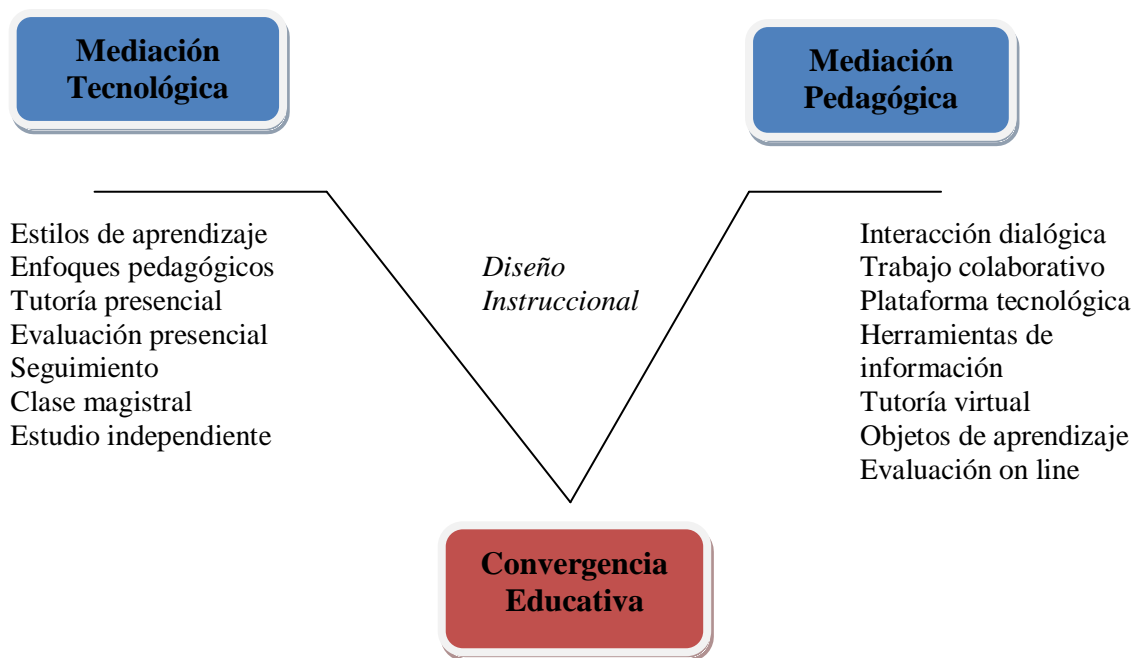 Mediación
Tecnológica
Mediación
Pedagógica
Estilos de aprendizaje
Enfoques pedagógicos
Tutoría presencial
Evaluación presencial
Seguimiento
Clase magistral
Estudio independiente
Diseño
Instruccional
Interacción dialógica
Trabajo colaborativo
Plataforma tecnológica
Herramientas de
información
Tutoría virtual
Objetos de aprendizaje
Evaluación on line
Convergencia
Educativa